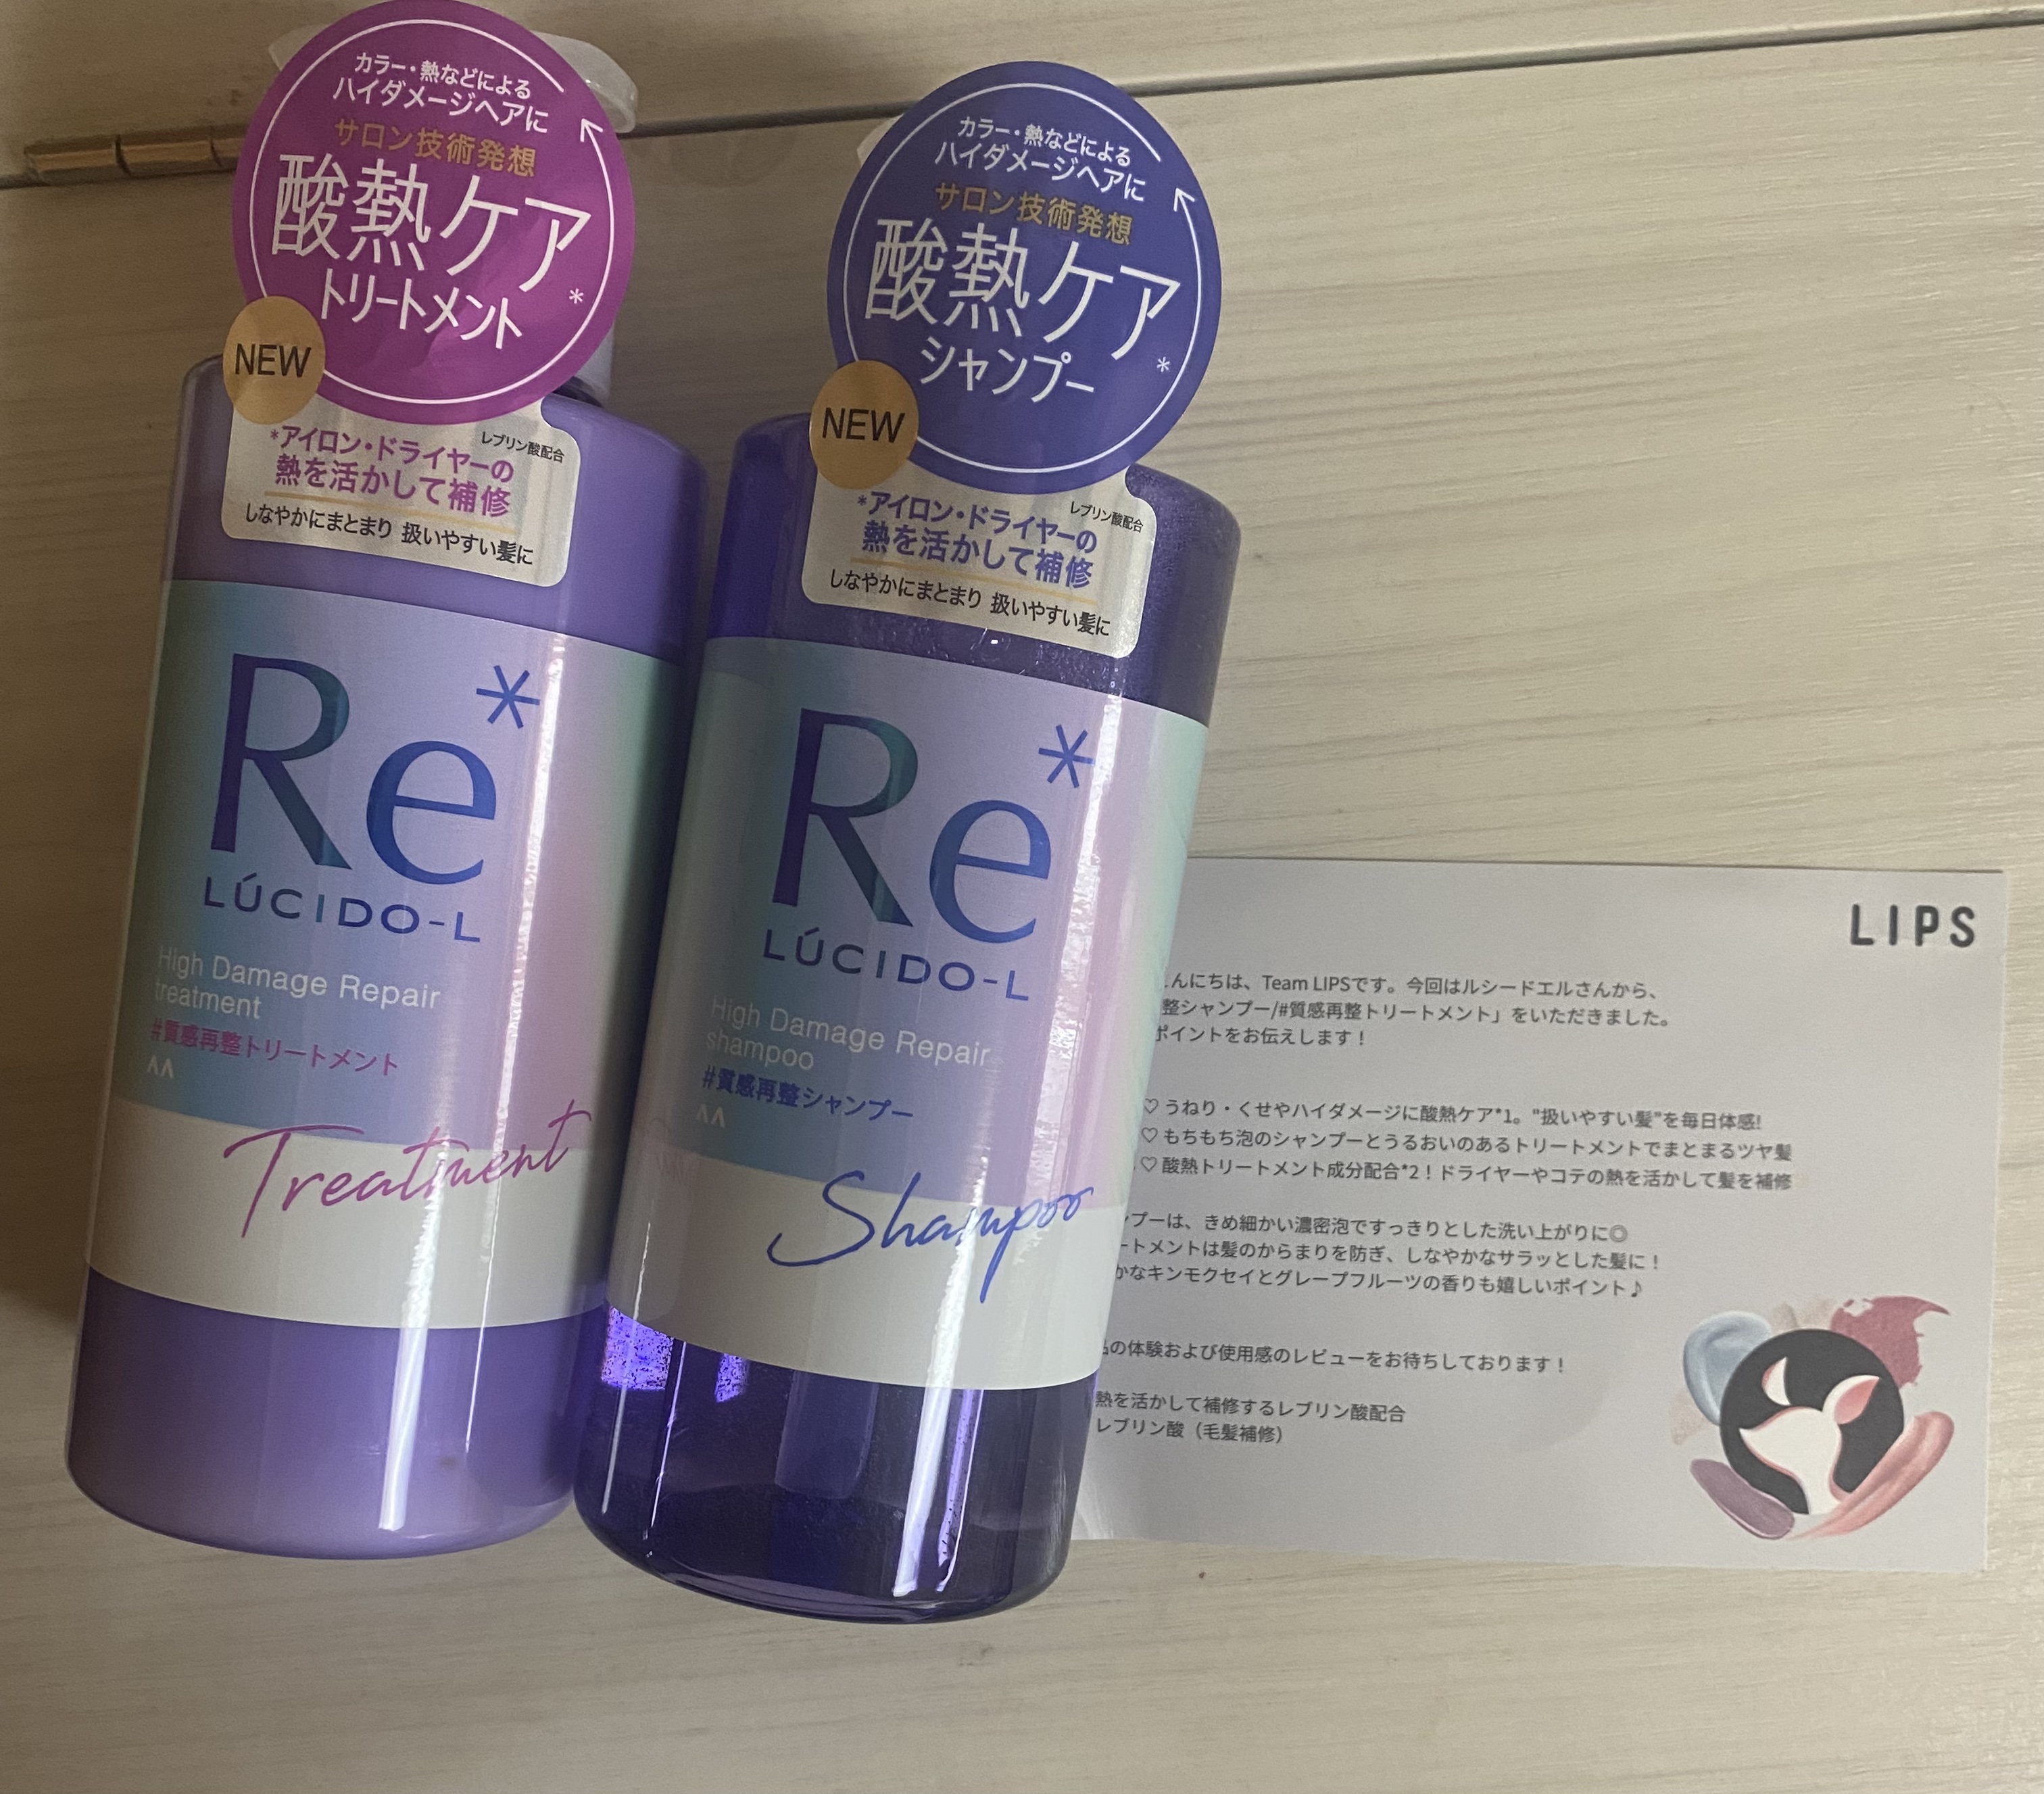 カラー・熱などによる
ハイダメージヘアに
サロン技術発想
酸熱ケア
トリートメント*
NEW
レブリン酸配合
*アイロン・ドライヤーの
熱を活かして補修
しなやかにまとまり 扱いやすい髪に
Re*
LÚCIDO-L
High Damage Repair
treatment
#質感再整トリートメント
Treatment
カラー・熱などによる
ハイダメージヘアに
サロン技術発想
酸熱ケア
シャンプー*
NEW
レブリン酸配合
*アイロン・ドライヤーの
熱を活かして補修
しなやかにまとまり 扱いやすい髪に
Re*
LÚCIDO-L
High Damage Repair
shampoo
#質感再整シャンプー
Shampoo
LIPS
んにちは、Team LIPSです。今回はルシードエルさんから、
整シャンプー/#質感再整トリートメント」をいただきました。
ポイントをお伝えします！
♡ うねり・くせやハイダメージに酸熱ケア*1。"扱いやすい髪"を毎日体感!
♡ もちもち泡のシャンプーとうるおいのあるトリートメントでまとまるツヤ髪
♡ 酸熱トリートメント成分配合*2！ドライヤーやコテの熱を活かして髪を補修
ンプーは、きめ細かい濃密泡ですっきりとした洗い上がりに◎
ートメントは髪のからまりを防ぎ、しなやかなサラッとした髪に！
かなキンモクセイとグレープフルーツの香りも嬉しいポイント♪
の体験および使用感のレビューをお待ちしております！
熱を活かして補修するレブリン酸配合
レブリン酸（毛髪補修）